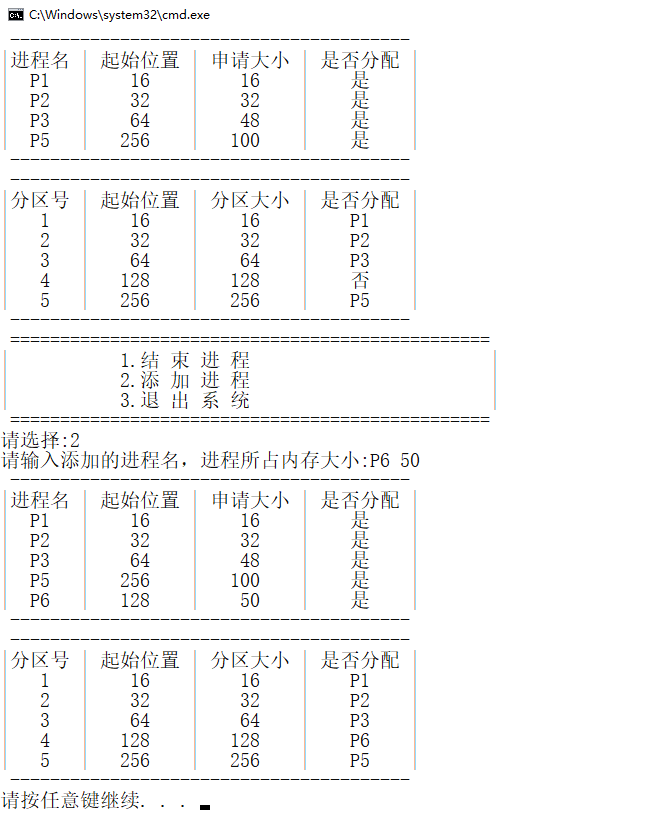 C:\Windows\system32\cmd.exe
----------------------------------------
| 进程名 | 起始位置 | 申请大小 | 是否分配 |
| P1 | 16 | 16 | 是 |
| P2 | 32 | 32 | 是 |
| P3 | 64 | 48 | 是 |
| P5 | 256 | 100 | 是 |
----------------------------------------
----------------------------------------
| 分区号 | 起始位置 | 分区大小 | 是否分配 |
| 1 | 16 | 16 | P1 |
| 2 | 32 | 32 | P2 |
| 3 | 64 | 64 | P3 |
| 4 | 128 | 128 | 否 |
| 5 | 256 | 256 | P5 |
----------------------------------------
================================================
| 1.结 束 进 程 |
| 2.添 加 进 程 |
| 3.退 出 系 统 |
================================================
请选择:2
请输入添加的进程名，进程所占内存大小:P6 50
----------------------------------------
| 进程名 | 起始位置 | 申请大小 | 是否分配 |
| P1 | 16 | 16 | 是 |
| P2 | 32 | 32 | 是 |
| P3 | 64 | 48 | 是 |
| P5 | 256 | 100 | 是 |
| P6 | 128 | 50 | 是 |
----------------------------------------
----------------------------------------
| 分区号 | 起始位置 | 分区大小 | 是否分配 |
| 1 | 16 | 16 | P1 |
| 2 | 32 | 32 | P2 |
| 3 | 64 | 64 | P3 |
| 4 | 128 | 128 | P6 |
| 5 | 256 | 256 | P5 |
----------------------------------------
请按任意键继续. . .